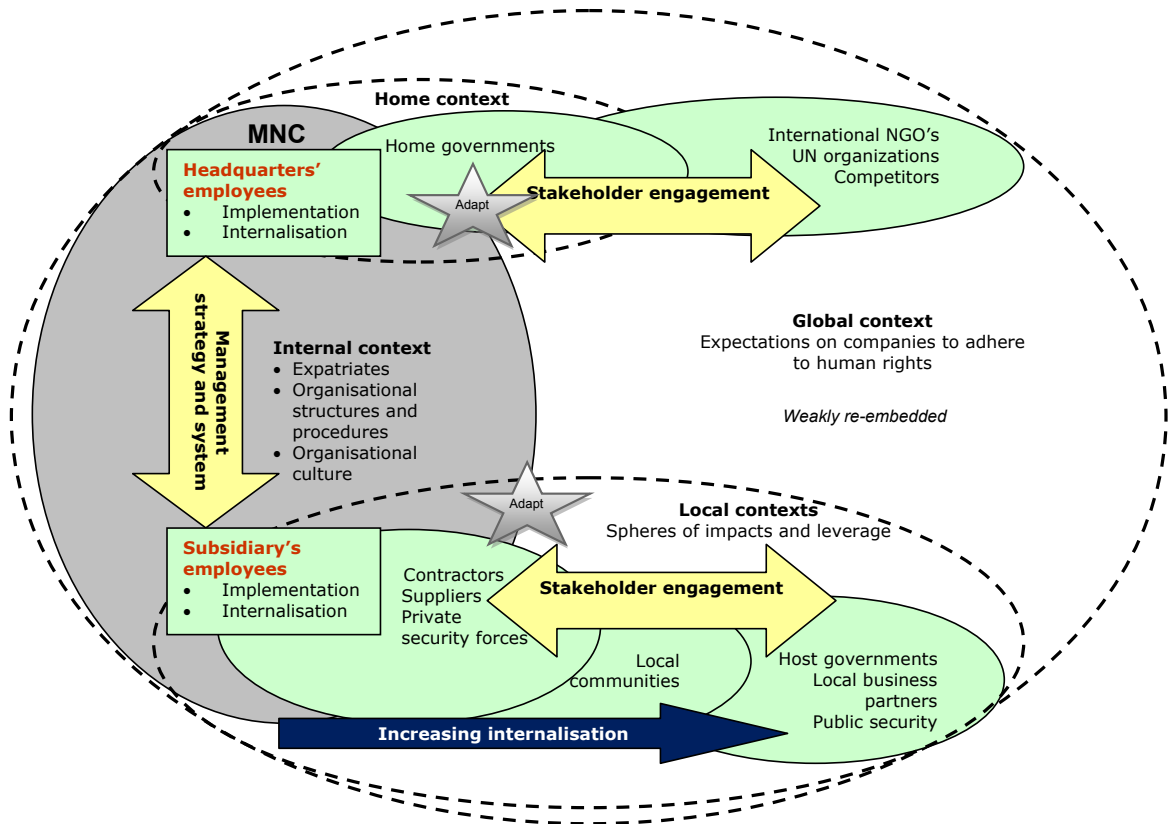 Home context
MNC
Home governments
International NGO's
UN organizations
Competitors
Headquarters'
employees
• Implementation
• Internalisation
Adapt
Stakeholder engagement
Management
strategy and system
Internal context
• Expatriates
• Organisational
structures and
procedures
• Organisational
culture
Global context
Expectations on companies to adhere
to human rights
Weakly re-embedded
Adapt
Local contexts
Spheres of impacts and leverage
Subsidiary's
employees
• Implementation
• Internalisation
Contractors
Suppliers
Private
security forces
Stakeholder engagement
Local
communities
Host governments
Local business
partners
Public security
Increasing internalisation